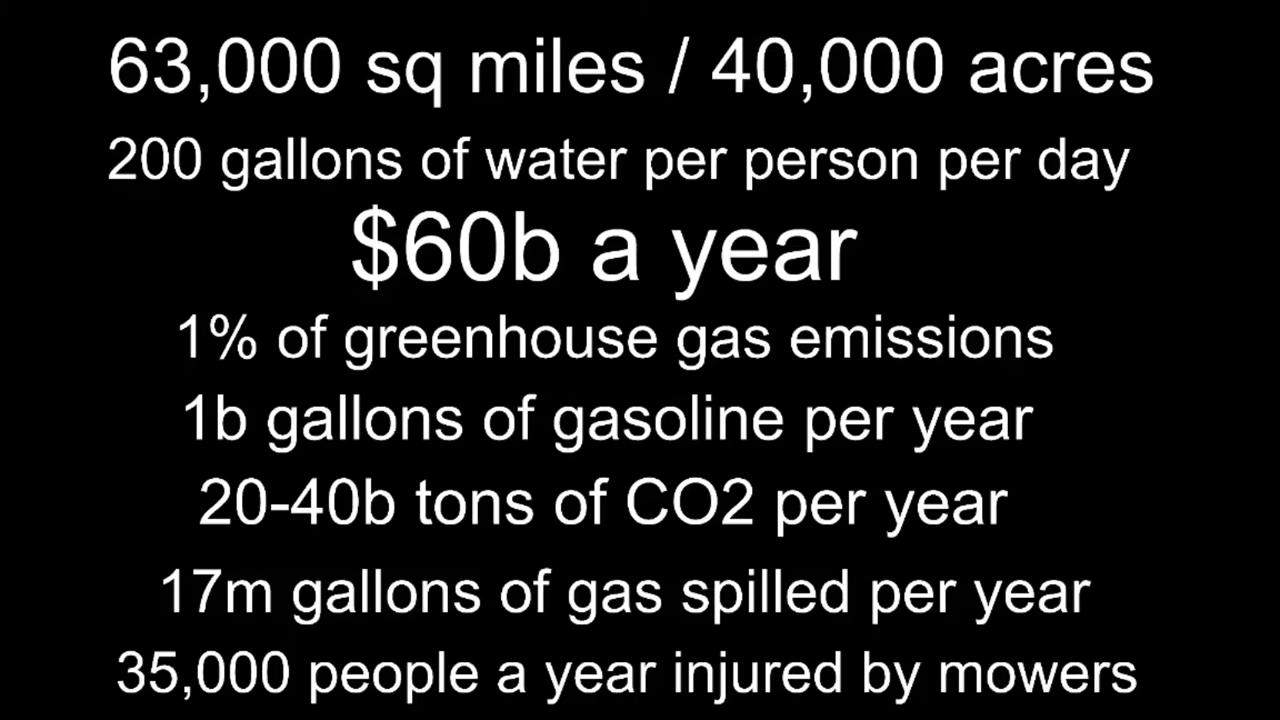 63,000 sq miles / 40,000 acres
200 gallons of water per person per day
$60b a year
1% of greenhouse gas emissions
1b gallons of gasoline per year
20-40b tons of CO2 per year
17m gallons of gas spilled per year
35,000 people a year injured by mowers